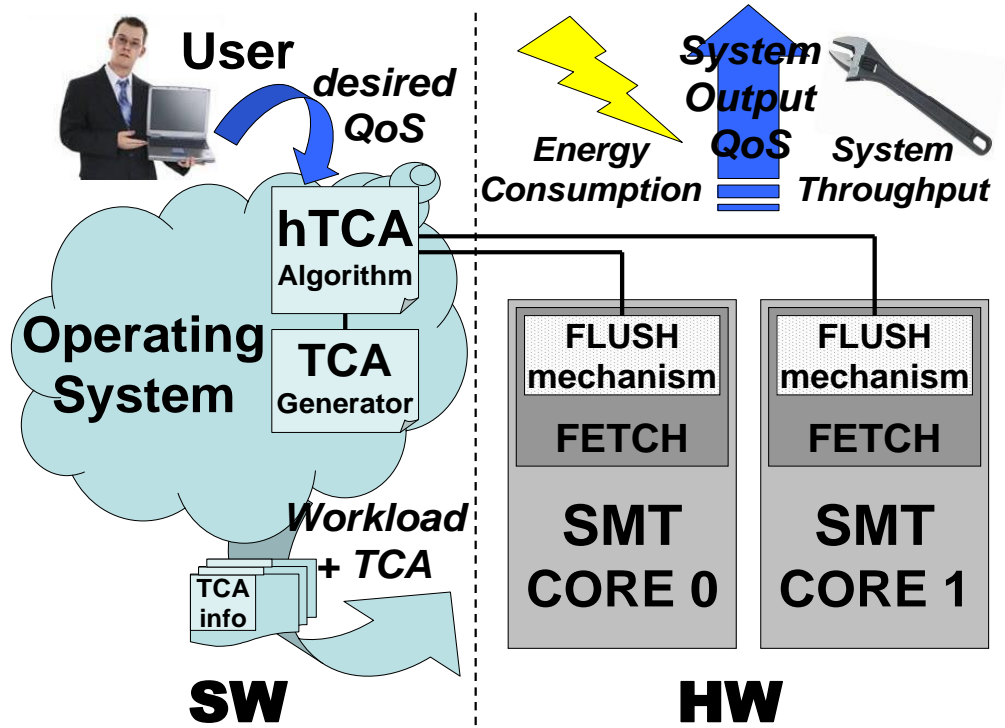 User
desired
QoS
hTCA
Algorithm
Operating
System
TCA
Generator
Workload
+ TCA
TCA
info
SW
Energy
Consumption
System
Output
QoS
System
Throughput
FLUSH
mechanism
FETCH
SMT
CORE 0
FLUSH
mechanism
FETCH
SMT
CORE 1
HW